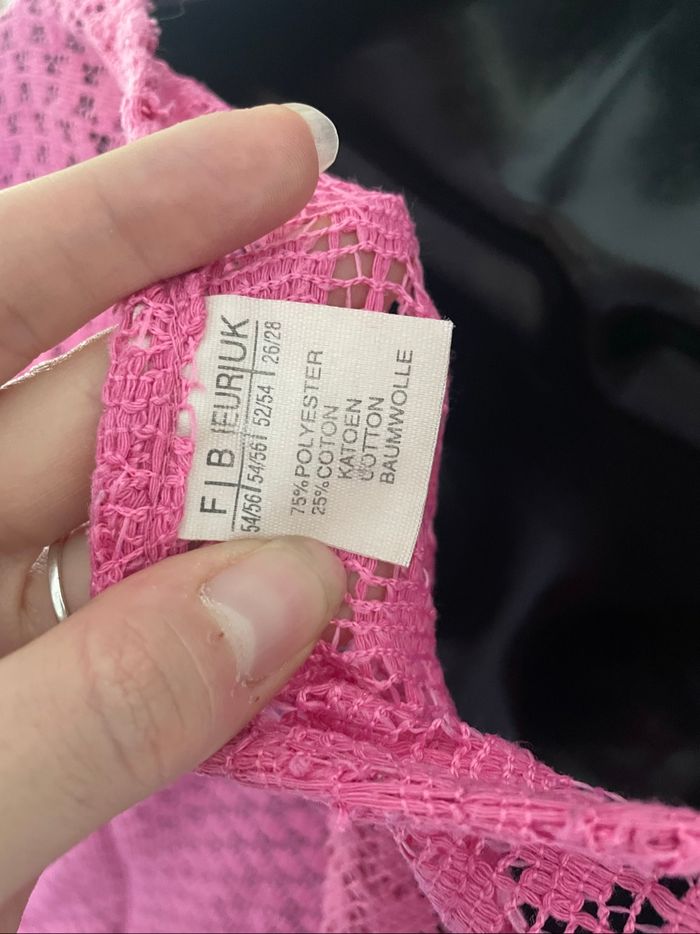 F | B |EUR|UK
54/56|54/56|52/54|26/28
75%POLYESTER
25%COTON
KATOEN
COTTON
BAUMWOLLE